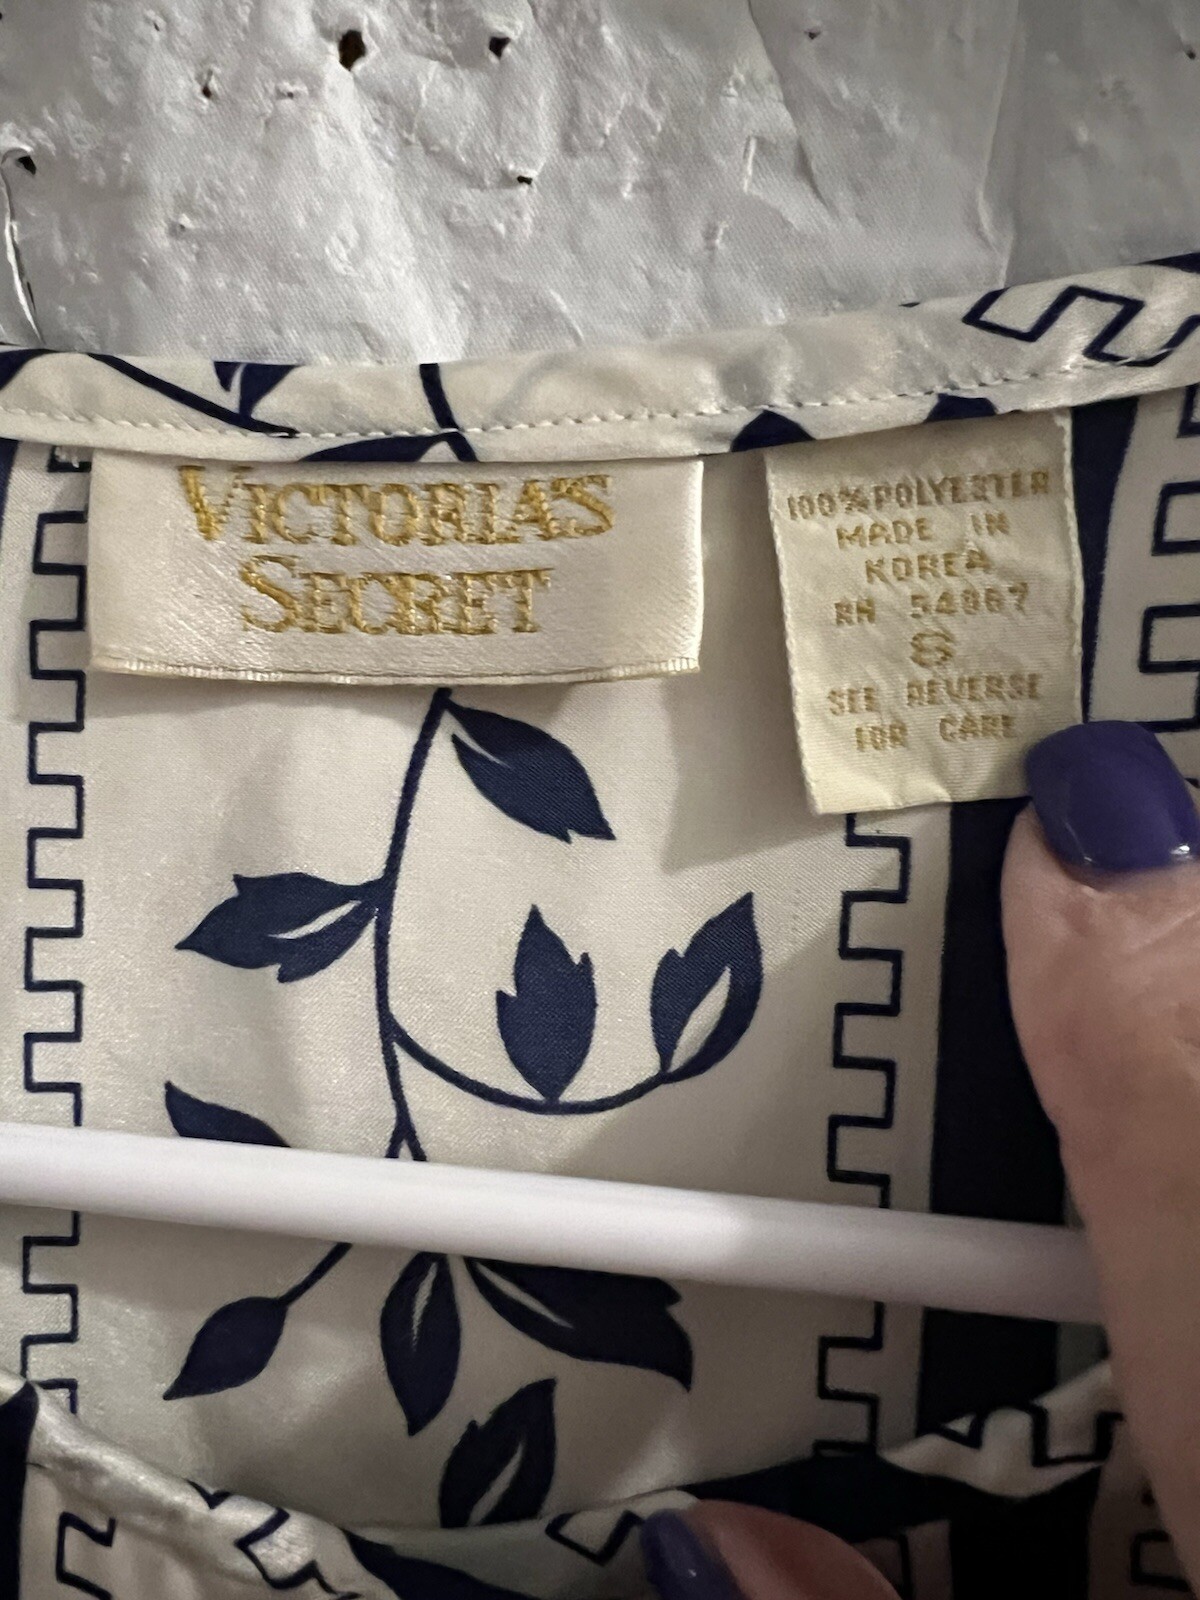 VICTORIA'S
SECRET
100% POLYESTER
MADE IN
KOREA
RN 54867
S
SEE REVERSE
FOR CARE